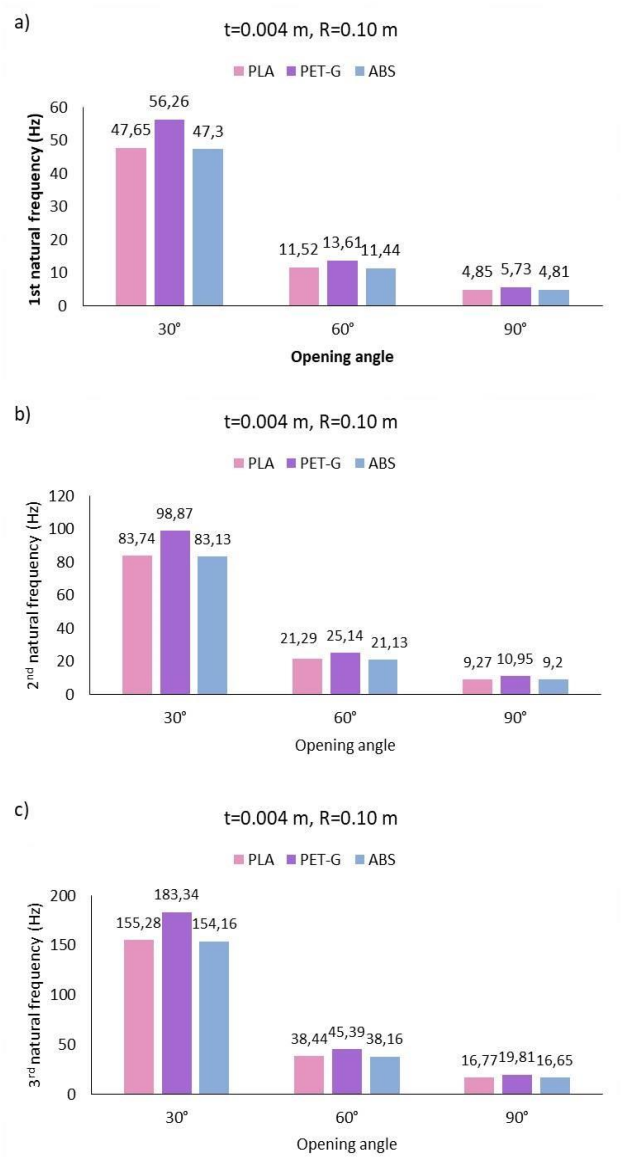 a)
t=0.004 m, R=0.10 m
PLA PET-G ABS
1st natural frequency (Hz)
60
50
40
30
20
10
0
47,65 56,26 47,3
11,52 13,61 11,44
4,85 5,73 4,81
30° 60° 90°
Opening angle
b)
t=0.004 m, R=0.10 m
PLA PET-G ABS
2nd natural frequency (Hz)
120
100
80
60
40
20
0
83,74 98,87 83,13
21,29 25,14 21,13
9,27 10,95 9,2
30° 60° 90°
Opening angle
c)
t=0.004 m, R=0.10 m
PLA PET-G ABS
3rd natural frequency (Hz)
200
150
100
50
0
155,28 183,34 154,16
38,44 45,39 38,16
16,77 19,81 16,65
30° 60° 90°
Opening angle